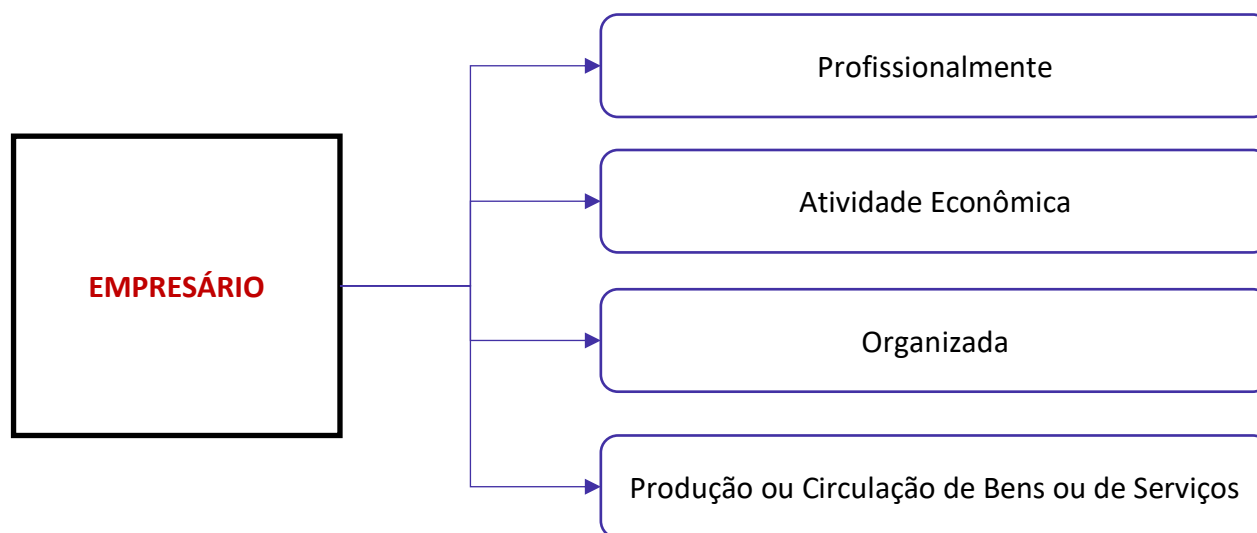 Profissionalmente
Atividade Econômica
EMPRESÁRIO
Organizada
Produção ou Circulação de Bens ou de Serviços